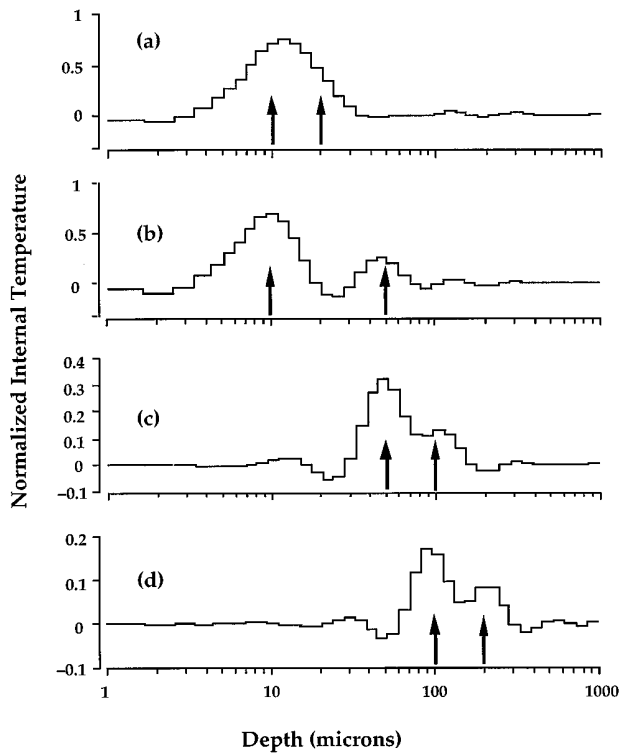 Normalized Internal Temperature
1
(a)
0.5
0
1
(b)
0.5
0
0.4
0.3
(c)
0.2
0.1
0
−0.1
0.2
(d)
0.1
0
−0.1
1 10 100 1000
Depth (microns)